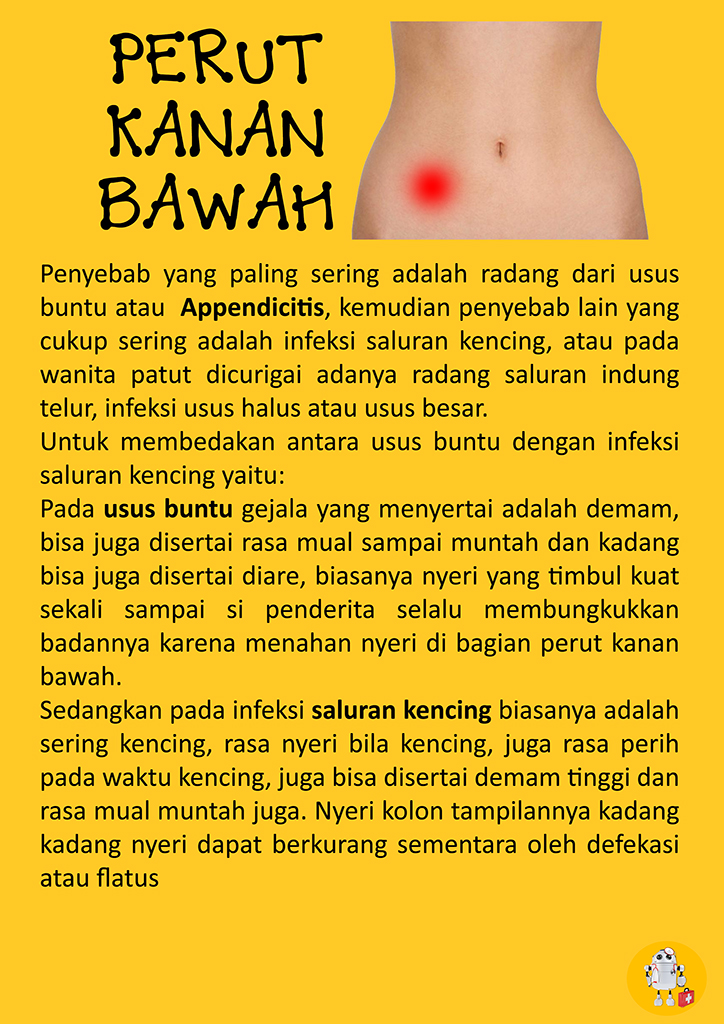 PERUT
KANAN
BAWAH
Penyebab yang paling sering adalah radang dari usus
buntu atau Appendicitis, kemudian penyebab lain yang
cukup sering adalah infeksi saluran kencing, atau pada
wanita patut dicurigai adanya radang saluran indung
telur, infeksi usus halus atau usus besar.
Untuk membedakan antara usus buntu dengan infeksi
saluran kencing yaitu:
Pada usus buntu gejala yang menyertai adalah demam,
bisa juga disertai rasa mual sampai muntah dan kadang
bisa juga disertai diare, biasanya nyeri yang timbul kuat
sekali sampai si penderita selalu membungkukkan
badannya karena menahan nyeri di bagian perut kanan
bawah.
Sedangkan pada infeksi saluran kencing biasanya adalah
sering kencing, rasa nyeri bila kencing, juga rasa perih
pada waktu kencing, juga bisa disertai demam tinggi dan
rasa mual muntah juga. Nyeri kolon tampilannya kadang
kadang nyeri dapat berkurang sementara oleh defekasi
atau flatus